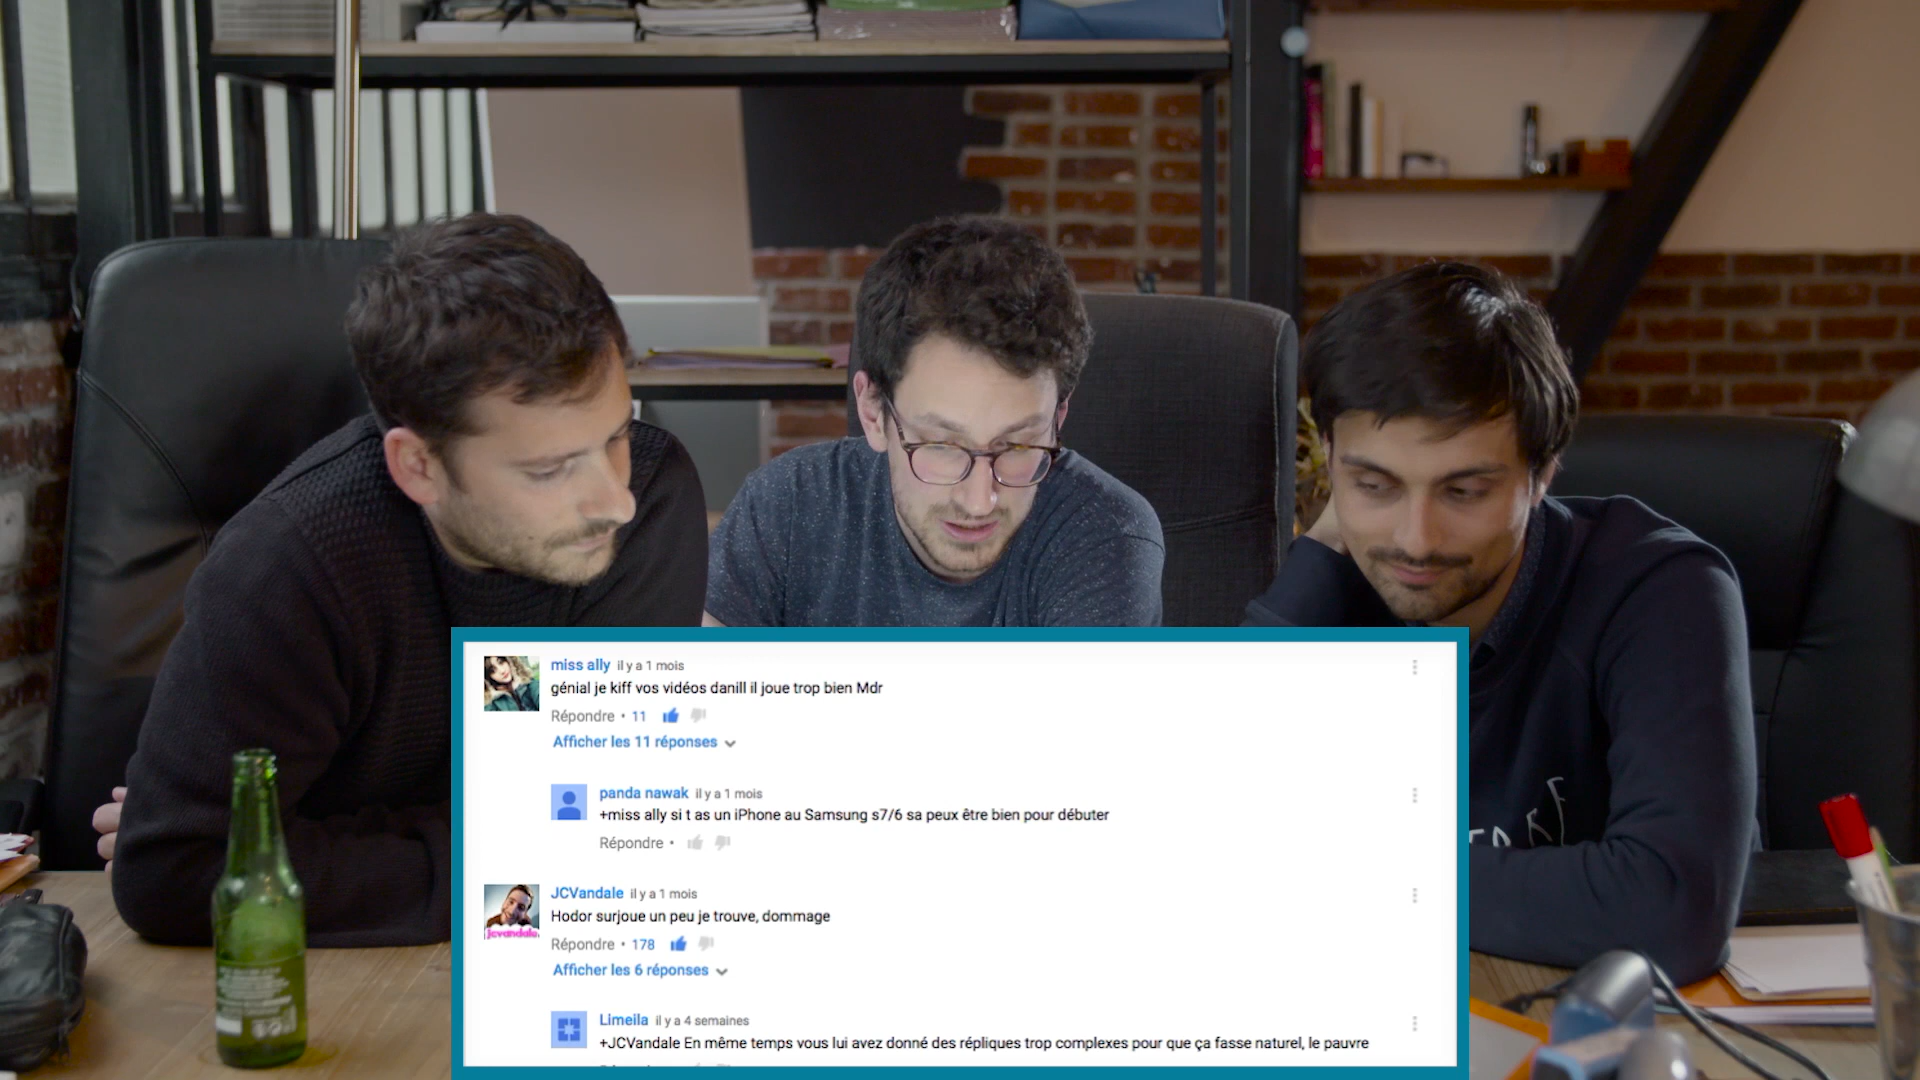 miss ally il y a 1 mois
génial je kiff vos vidéos danill il joue trop bien Mdr
Répondre • 11
Afficher les 11 réponses
panda nawak il y a 1 mois
+miss ally si t as un iPhone au Samsung s7/6 sa peux être bien pour débuter
Répondre •
JCVandale il y a 1 mois
jcvandale.
Hodor surjoue un peu je trouve, dommage
Répondre • 178
Afficher les 6 réponses
Limeila il y a 4 semaines
+JCVandale En même temps vous lui avez donné des répliques trop complexes pour que ça fasse naturel, le pauvre